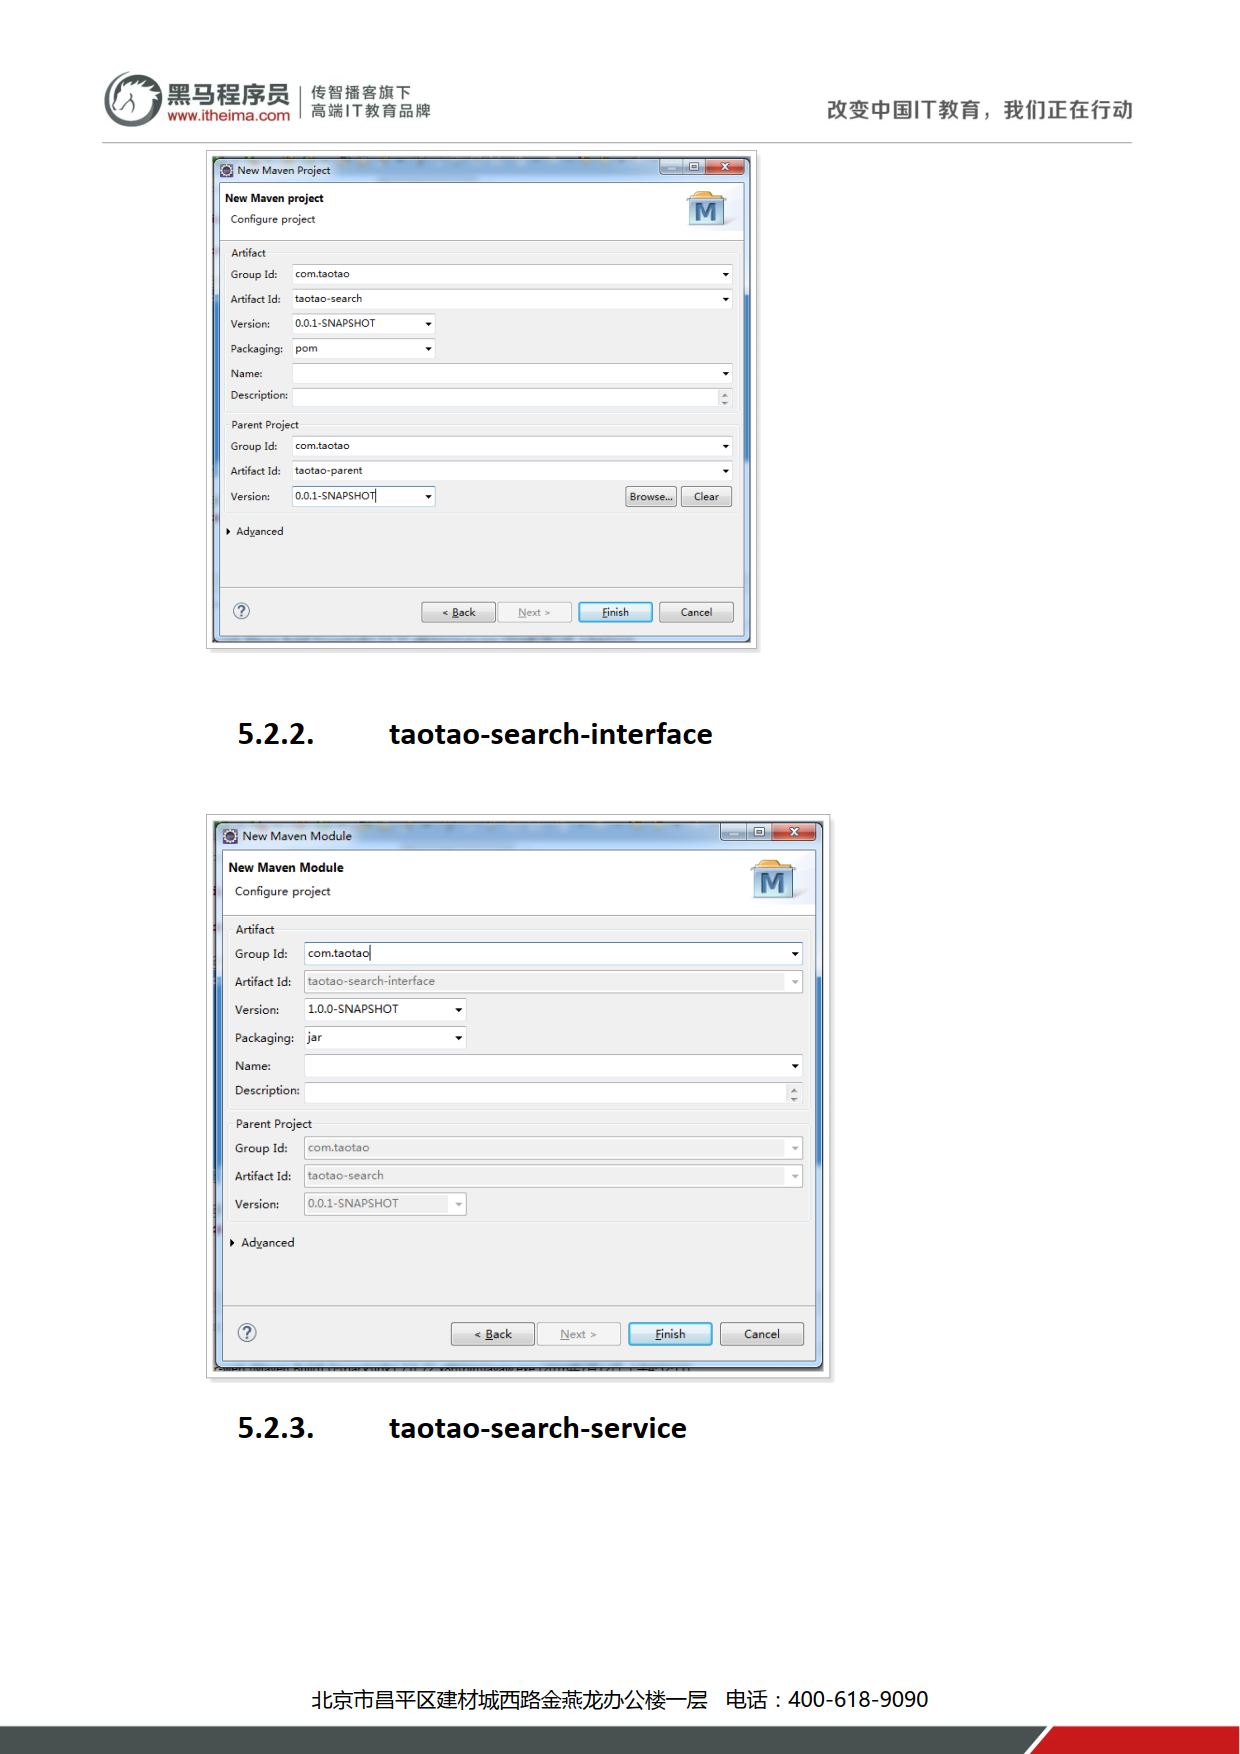 黑马程序员
www.itheima.com
传智播客旗下
高端IT教育品牌
改变中国IT教育，我们正在行动
New Maven Project
New Maven project
Configure project
Artifact
Group Id: com.taotao
Artifact Id: taotao-search
Version: 0.0.1-SNAPSHOT
Packaging: pom
Name:
Description:
Parent Project
Group Id: com.taotao
Artifact Id: taotao-parent
Version: 0.0.1-SNAPSHOT Browse... Clear
Advanced
? < Back Next > Finish Cancel
5.2.2. taotao-search-interface
New Maven Module
New Maven Module
Configure project
Artifact
Group Id: com.taotao
Artifact Id: taotao-search-interface
Version: 1.0.0-SNAPSHOT
Packaging: jar
Name:
Description:
Parent Project
Group Id: com.taotao
Artifact Id: taotao-search
Version: 0.0.1-SNAPSHOT
Advanced
? < Back Next > Finish Cancel
5.2.3. taotao-search-service
北京市昌平区建材城西路金燕龙办公楼一层 电话：400-618-9090